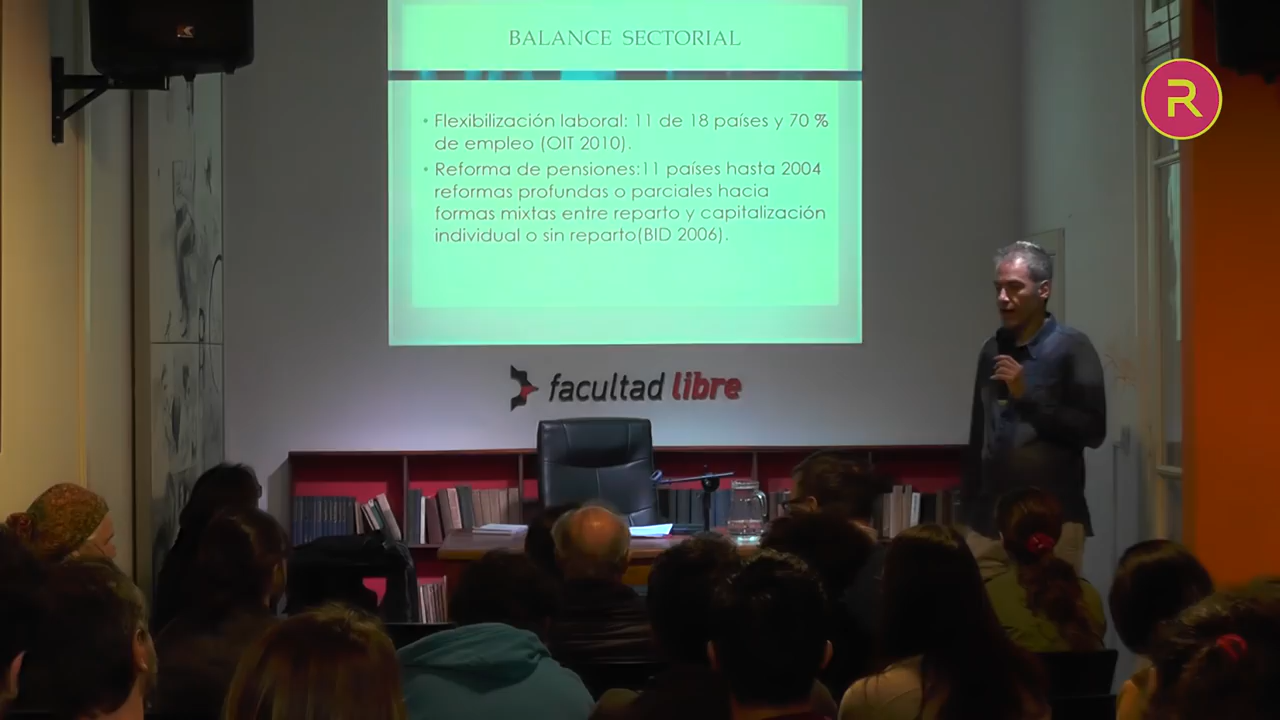 BALANCE SECTORIAL
• Flexibilización laboral: 11 de 18 países y 70 %
de empleo (OIT 2010).
• Reforma de pensiones:11 países hasta 2004
reformas profundas o parciales hacia
formas mixtas entre reparto y capitalización
individual o sin reparto(BID 2006).
R
facultad libre